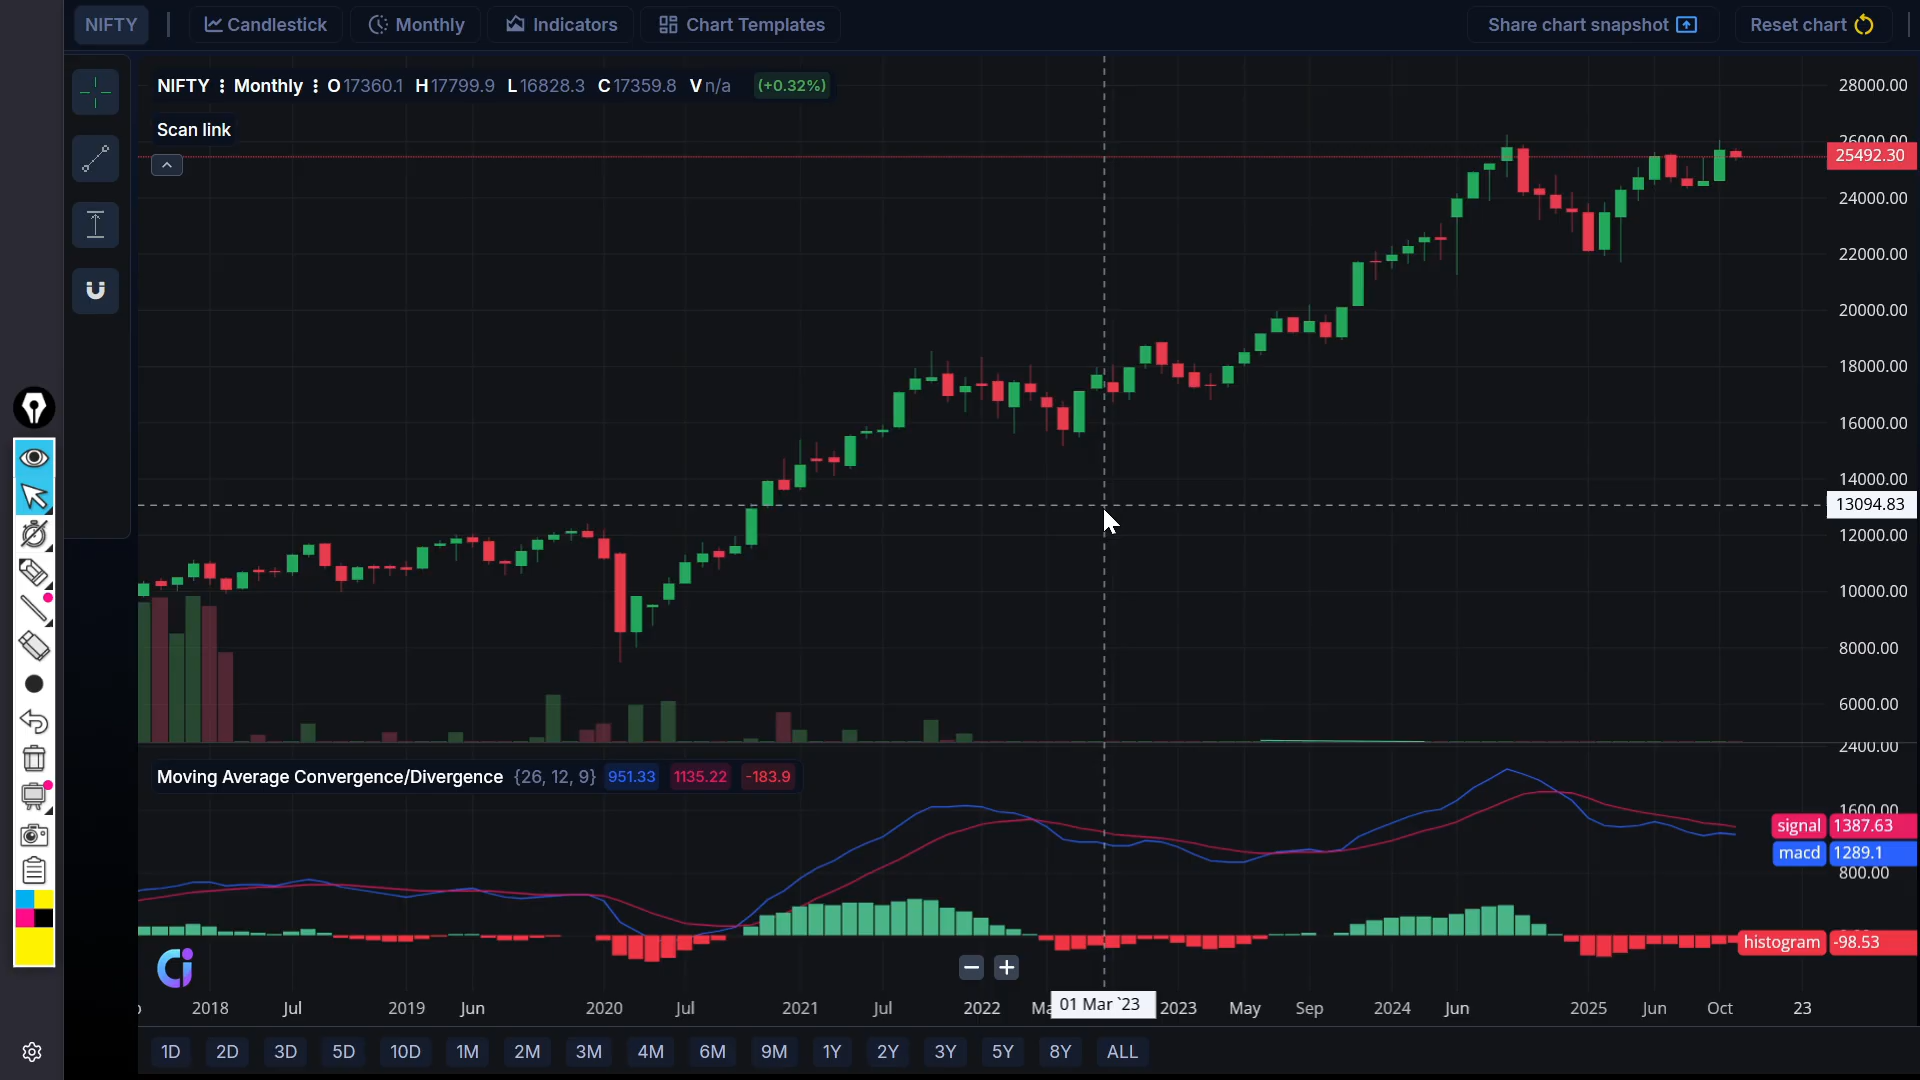 NIFTY
Candlestick
Monthly
Indicators
Chart Templates
Share chart snapshot
Reset chart
NIFTY ⋮ Monthly ⋮ O17360.1 H17799.9 L16828.3 C17359.8 Vn/a (+0.32%)
Scan link
28000.00
26000.00
25492.30
24000.00
22000.00
20000.00
18000.00
16000.00
14000.00
13094.83
12000.00
10000.00
8000.00
6000.00
2400.00
Moving Average Convergence/Divergence {26, 12, 9} 951.33 1135.22 -183.9
1600.00
signal 1387.63
macd 1289.1
800.00
histogram -98.53
2018 Jul 2019 Jun 2020 Jul 2021 Jul 2022 01 Mar `23 2023 May Sep 2024 Jun 2025 Jun Oct 23
1D 2D 3D 5D 10D 1M 2M 3M 4M 6M 9M 1Y 2Y 3Y 5Y 8Y ALL